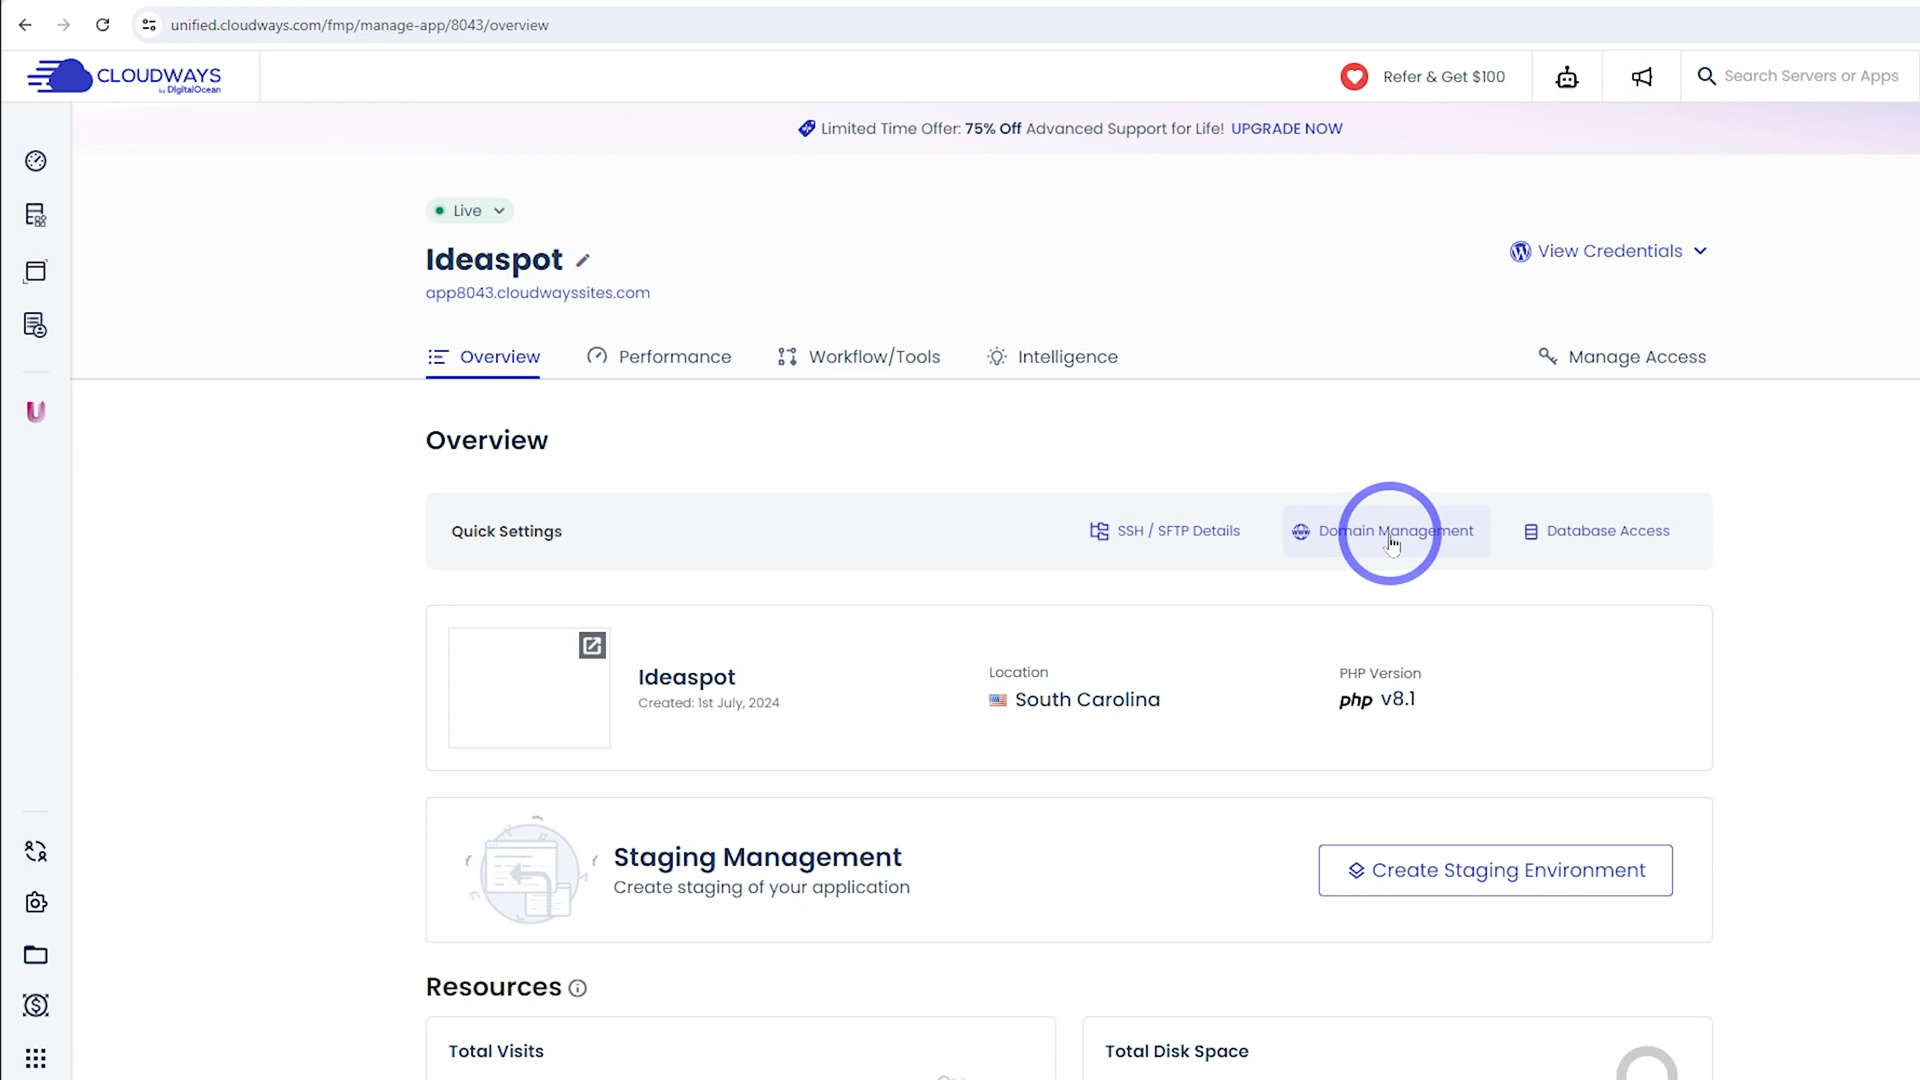 unified.cloudways.com/fmp/manage-app/8043/overview
CLOUDWAYS
by DigitalOcean
Refer & Get $100
Search Servers or Apps
Limited Time Offer: 75% Off Advanced Support for Life! UPGRADE NOW
Live
Ideaspot
View Credentials
app8043.cloudwayssites.com
Overview
Performance
Workflow/Tools
Intelligence
Manage Access
U
Overview
Quick Settings
SSH / SFTP Details
www
Domain Management
Database Access
Ideaspot
Created: 1st July, 2024
Location
South Carolina
PHP Version
php v8.1
Staging Management
Create staging of your application
Create Staging Environment
Resources
Total Visits
Total Disk Space